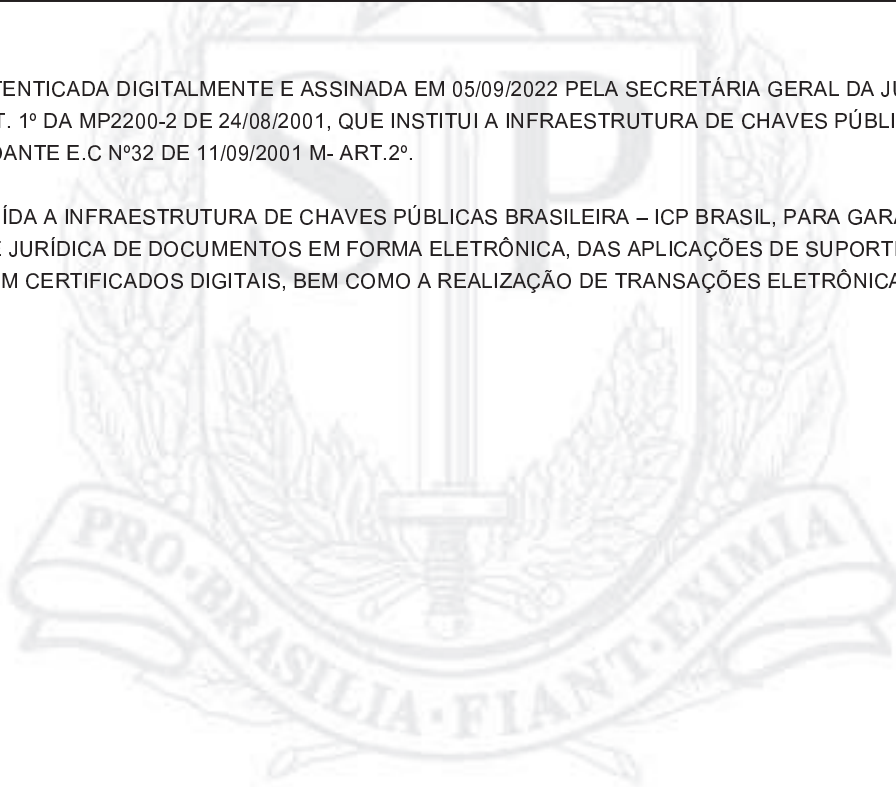 TENTICADA DIGITALMENTE E ASSINADA EM 05/09/2022 PELA SECRETÁRIA GERAL DA JU
T. 1º DA MP2200-2 DE 24/08/2001, QUE INSTITUI A INFRAESTRUTURA DE CHAVES PÚBLI
DANTE E.C Nº32 DE 11/09/2001 M- ART.2º.
ÍDA A INFRAESTRUTURA DE CHAVES PÚBLICAS BRASILEIRA – ICP BRASIL, PARA GARA
E JURÍDICA DE DOCUMENTOS EM FORMA ELETRÔNICA, DAS APLICAÇÕES DE SUPORTE
M CERTIFICADOS DIGITAIS, BEM COMO A REALIZAÇÃO DE TRANSAÇÕES ELETRÔNICA
SP
PRO·BRASILIA·FIANT·EXIMIA